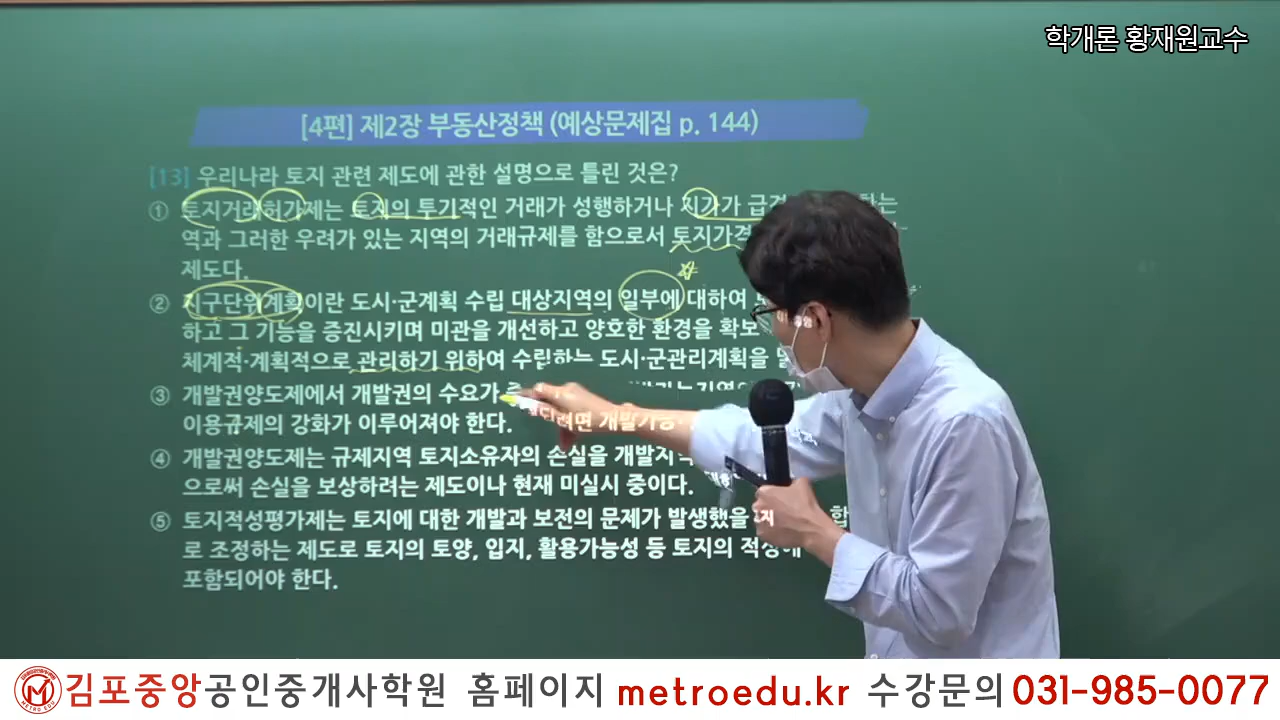 학개론 황재원교수
[4편] 제2장 부동산정책 (예상문제집 p. 144)
[13] 우리나라 토지 관련 제도에 관한 설명으로 틀린 것은?
① 토지거래허가제는 토지의 투기적인 거래가 성행하거나 지가가
역과 그러한 우려가 있는 지역의 거래규제를 함으로서 토지가격
제도다.
② 지구단위계획이란 도시·군계획 수립 대상지역의 일부에 대하여
하고 그 기능을 증진시키며 미관을 개선하고 양호한 환경을 확보
체계적·계획적으로 관리하기 위하여 수립하는 도시·군관리계획을
③ 개발권양도제에서 개발권의 수요가
이용규제의 강화가 이루어져야 한다.
④ 개발권양도제는 규제지역 토지소유자의 손실을 개발지역
으로써 손실을 보상하려는 제도이나 현재 미실시 중이다.
⑤ 토지적성평가제는 토지에 대한 개발과 보전의 문제가 발생했을
로 조정하는 제도로 토지의 토양, 입지, 활용가능성 등 토지의 적성에
포함되어야 한다.
김포중앙공인중개사학원 홈페이지 metroedu.kr 수강문의 031-985-0077